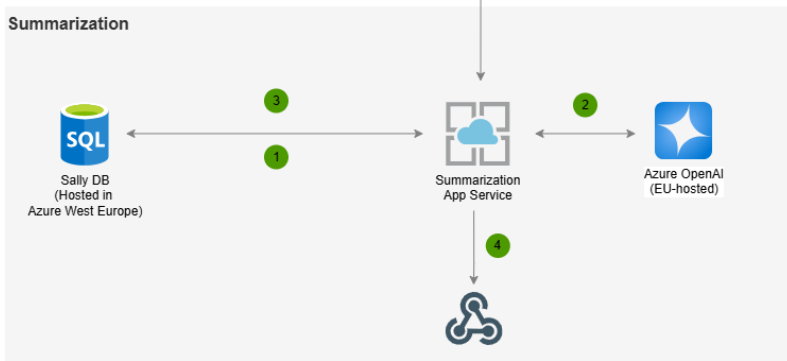 Summarization
3
2
SQL
1
Sally DB
(Hosted in
Azure West Europe)
Summarization
App Service
Azure OpenAI
(EU-hosted)
4